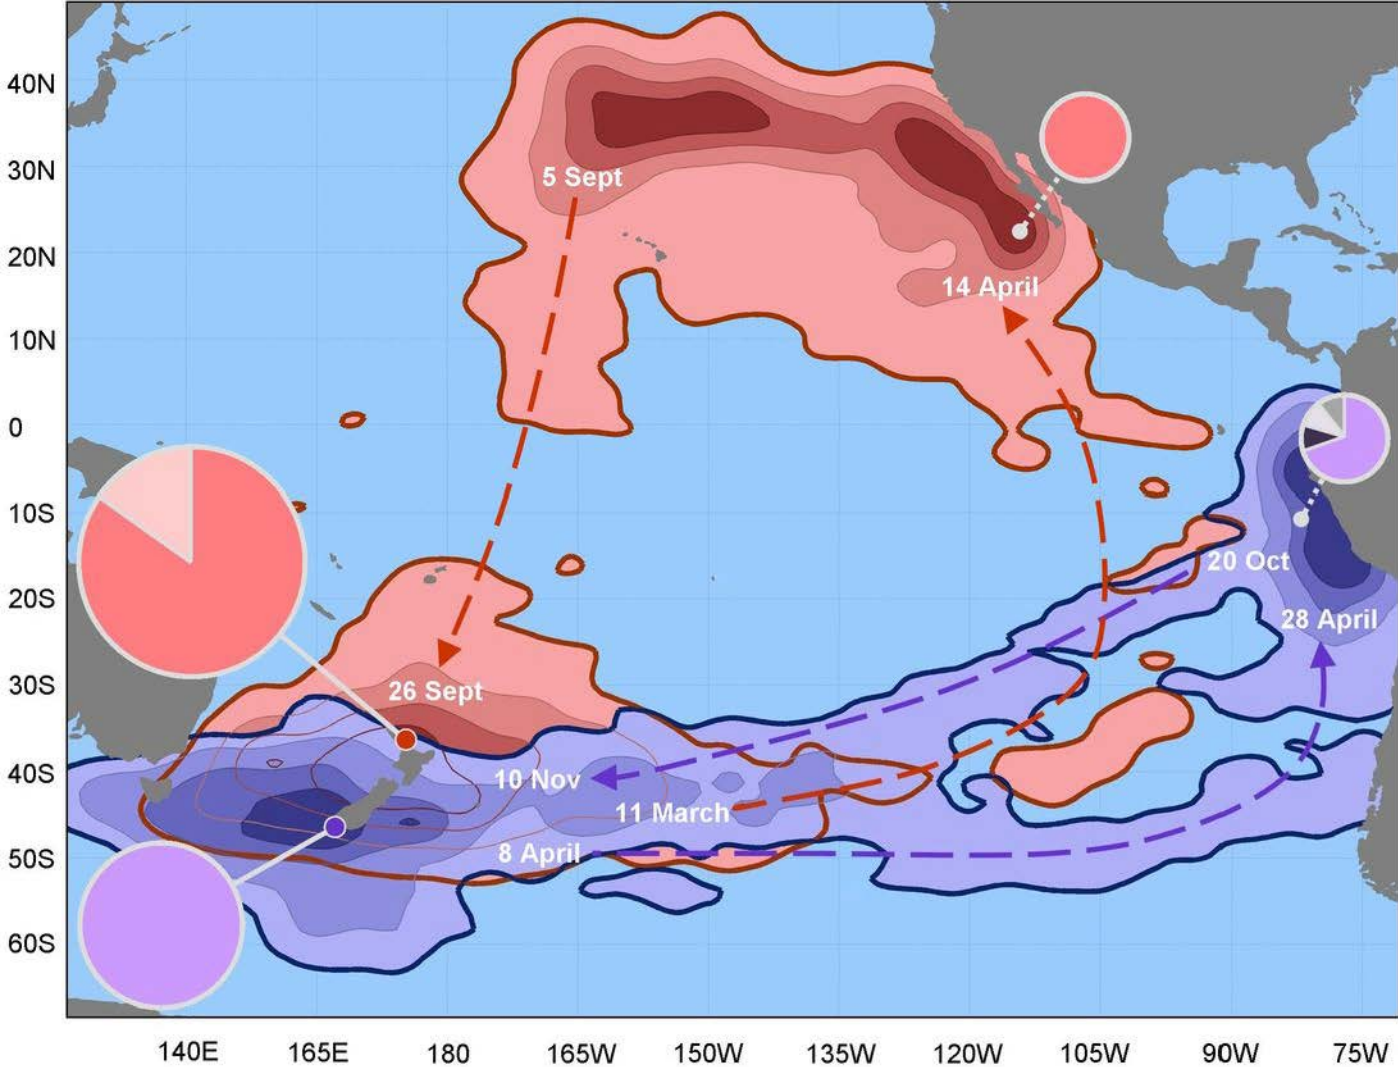 40N
30N
5 Sept
20N
14 April
10N
0
10S
20 Oct
20S
28 April
30S
26 Sept
40S
10 Nov
11 March
50S
8 April
60S
140E 165E 180 165W 150W 135W 120W 105W 90W 75W